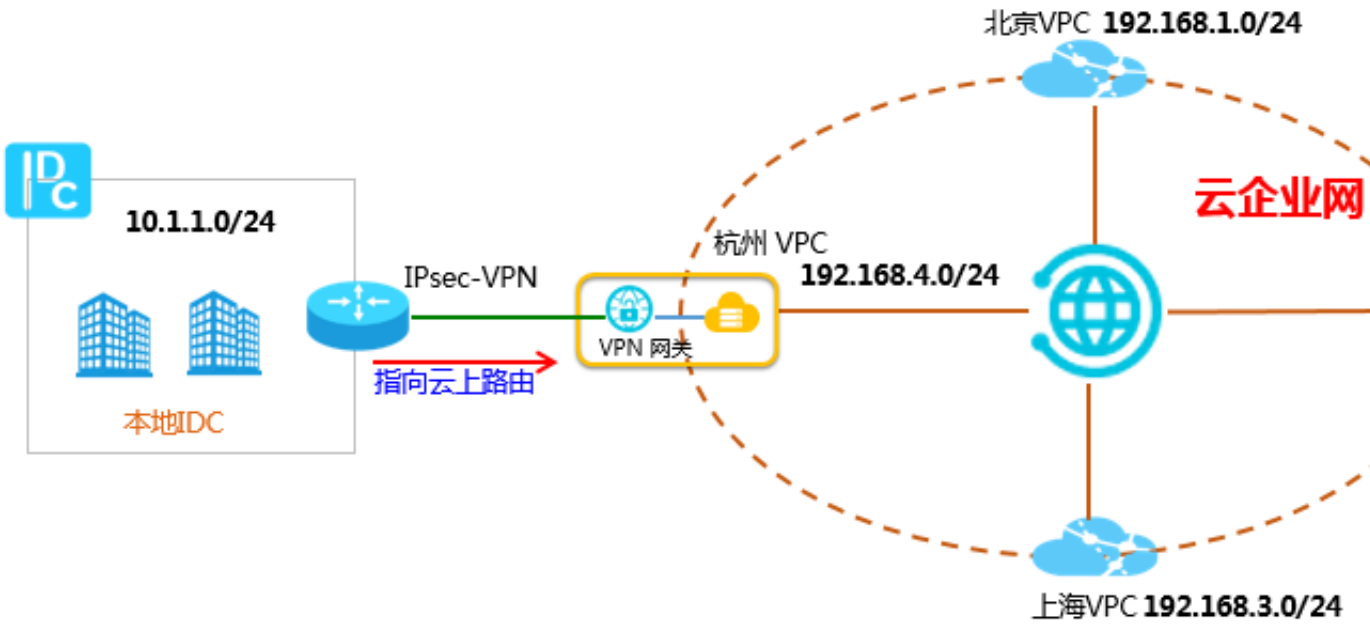 北京VPC 192.168.1.0/24
IDC
10.1.1.0/24
云企业网
杭州 VPC
IPsec-VPN
192.168.4.0/24
VPN 网关
指向云上路由
本地IDC
上海VPC 192.168.3.0/24